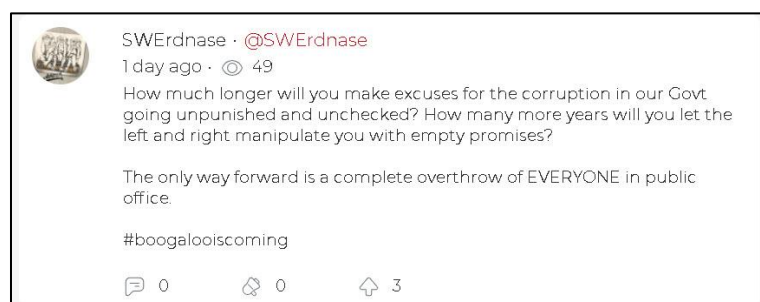 SWErdnase · @SWErdnase
1 day ago · 49
How much longer will you make excuses for the corruption in our Govt
going unpunished and unchecked? How many more years will you let the
left and right manipulate you with empty promises?
The only way forward is a complete overthrow of EVERYONE in public
office.
#boogalooiscoming
0 0 3